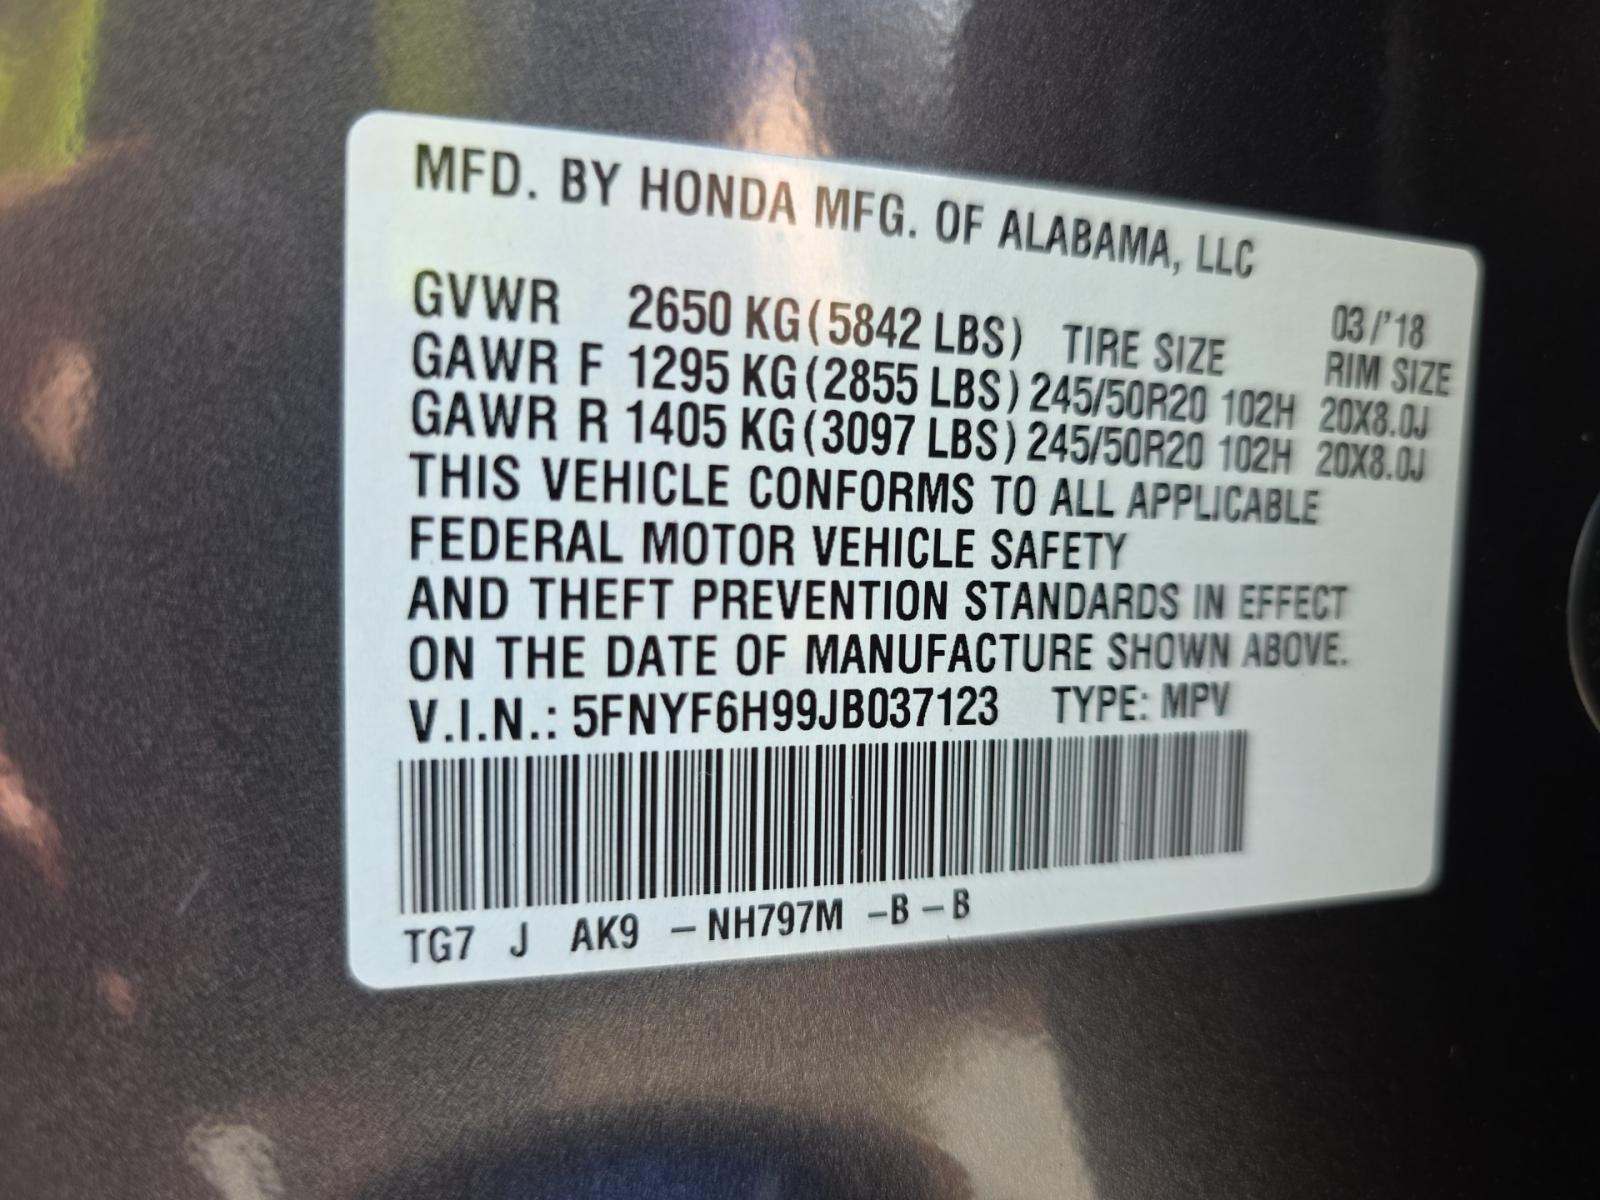 MFD. BY HONDA MFG. OF ALABAMA, LLC
03/'18
GVWR 2650 KG (5842 LBS) TIRE SIZE RIM SIZE
GAWR F 1295 KG (2855 LBS) 245/50R20 102H 20X8.0J
GAWR R 1405 KG (3097 LBS) 245/50R20 102H 20X8.0J
THIS VEHICLE CONFORMS TO ALL APPLICABLE
FEDERAL MOTOR VEHICLE SAFETY
AND THEFT PREVENTION STANDARDS IN EFFECT
ON THE DATE OF MANUFACTURE SHOWN ABOVE.
V.I.N.: 5FNYF6H99JB037123 TYPE: MPV
TG7 J AK9 – NH797M –B – B